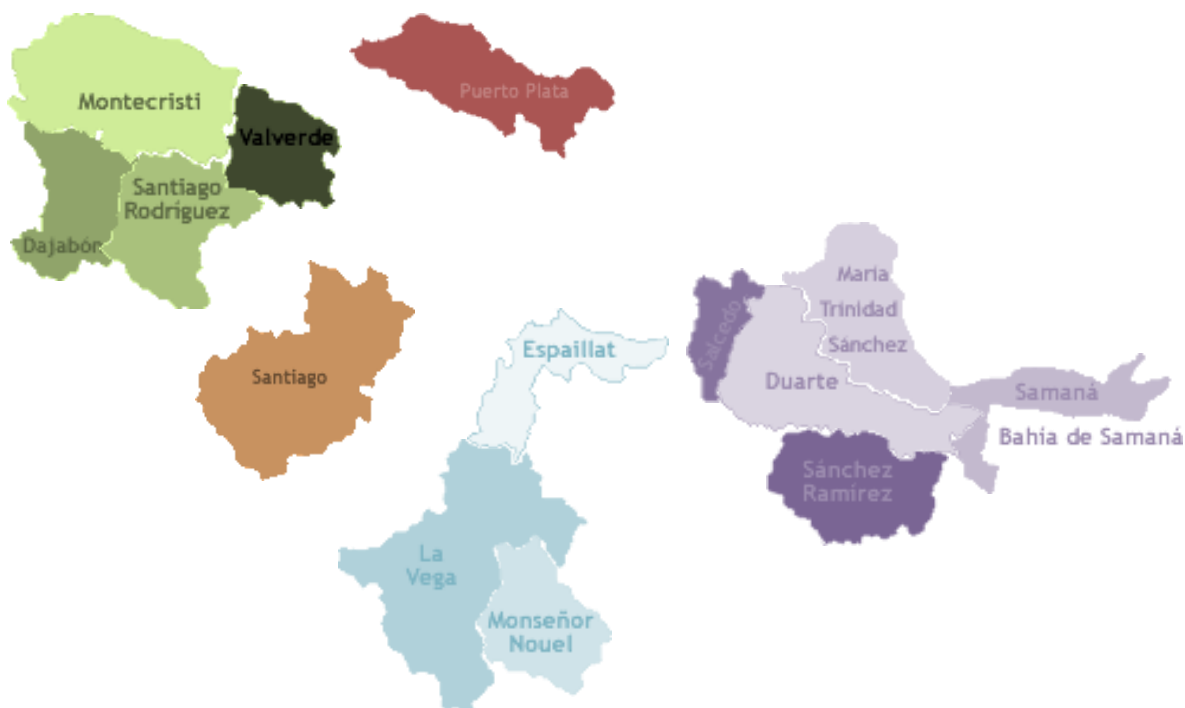 Montecristi
Valverde
Santiago
Rodríguez
Dajabón
Puerto Plata
Santiago
Espaillat
La
Vega
Monseñor
Nouel
Salcedo
María
Trinidad
Sánchez
Duarte
Samaná
Bahía de Samaná
Sánchez
Ramírez